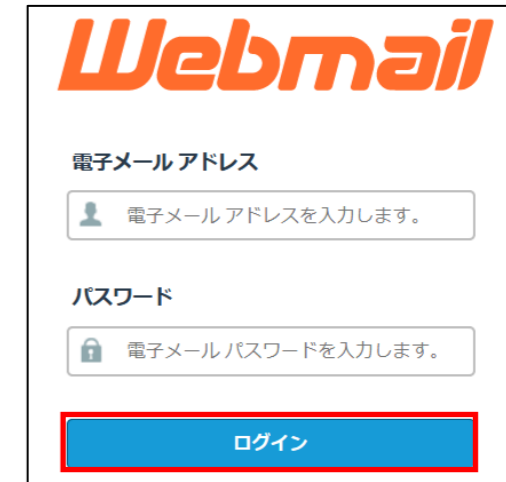 Webmail
電子メール アドレス
電子メール アドレスを入力します。
パスワード
電子メール パスワードを入力します。
ログイン